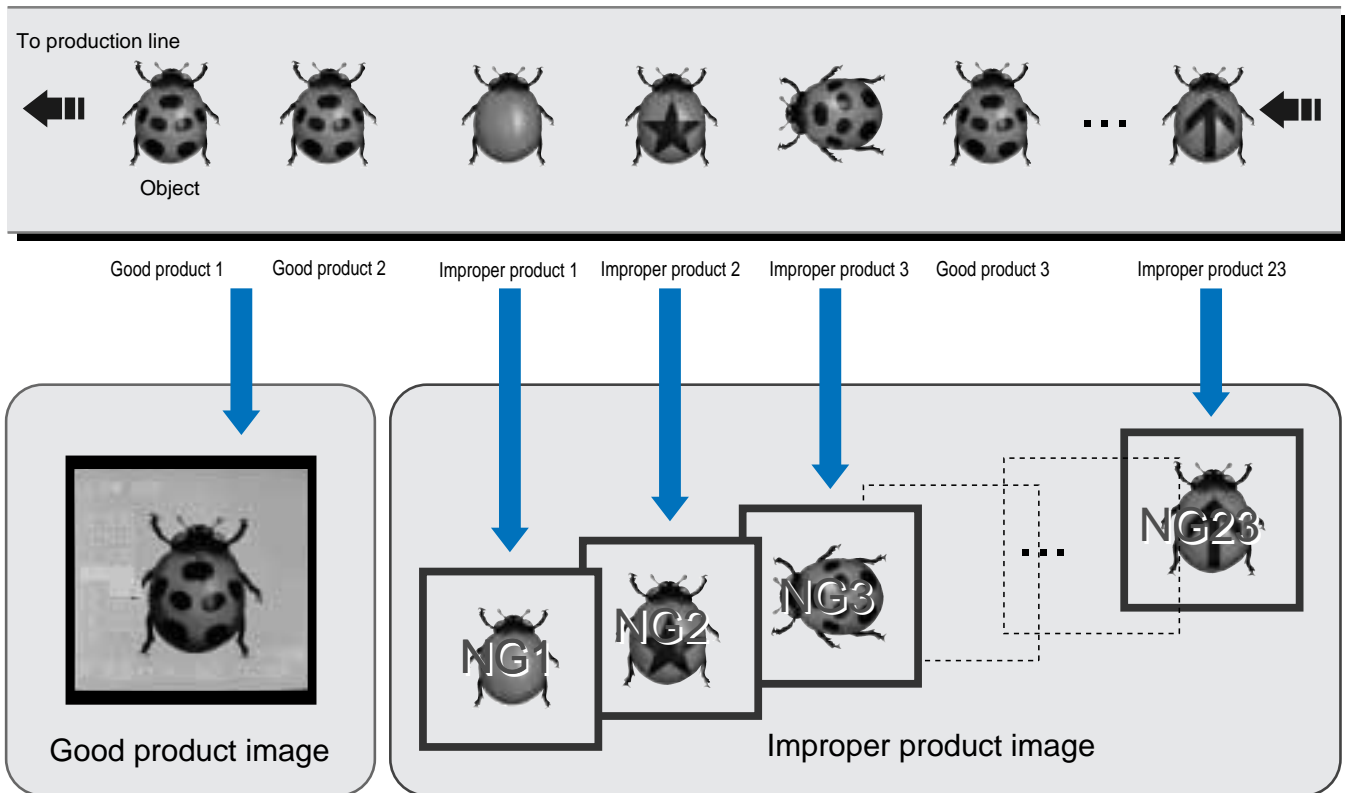 To production line
Object
Good product 1
Good product 2
Improper product 1
Improper product 2
Improper product 3
Good product 3
Improper product 23
NG1
NG2
NG3
NG23
Good product image
Improper product image